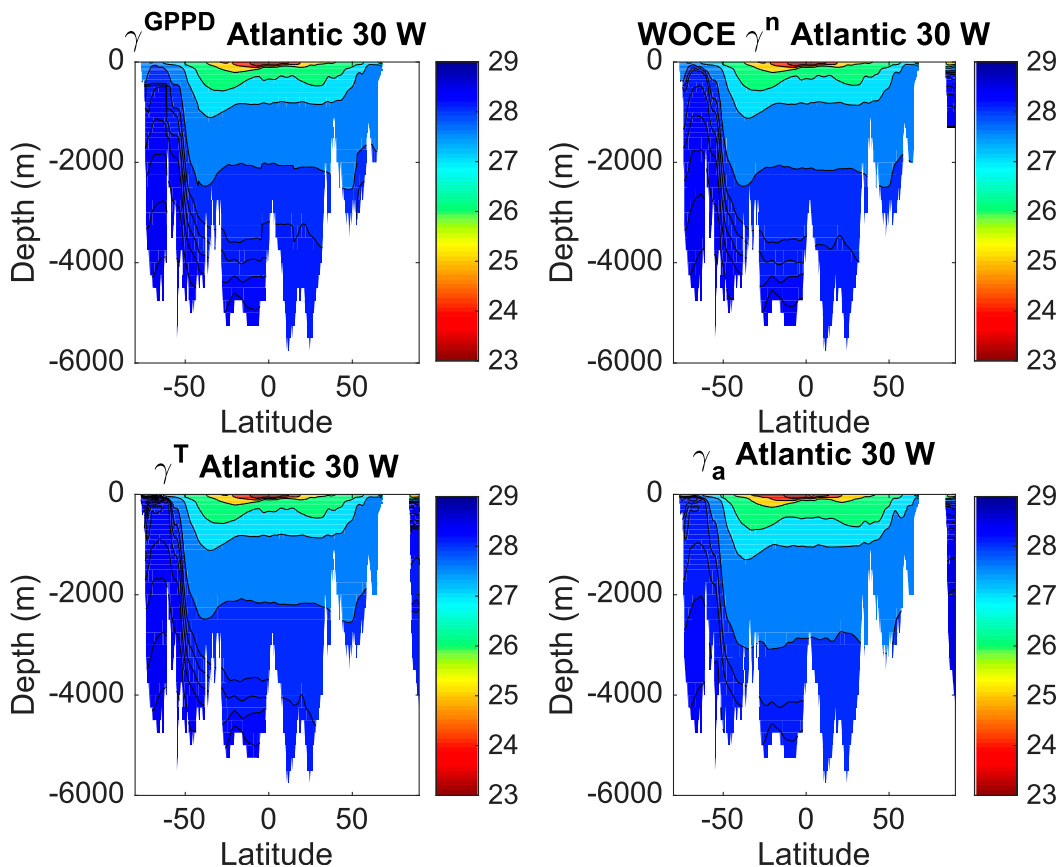 γ^GPPD Atlantic 30 W
0
-2000
-4000
-6000
Depth (m)
-50 0 50
Latitude
29
28
27
26
25
24
23
WOCE γ^n Atlantic 30 W
0
-2000
-4000
-6000
Depth (m)
-50 0 50
Latitude
29
28
27
26
25
24
23
γ^T Atlantic 30 W
0
-2000
-4000
-6000
Depth (m)
-50 0 50
Latitude
29
28
27
26
25
24
23
γ_a Atlantic 30 W
0
-2000
-4000
-6000
Depth (m)
-50 0 50
Latitude
29
28
27
26
25
24
23